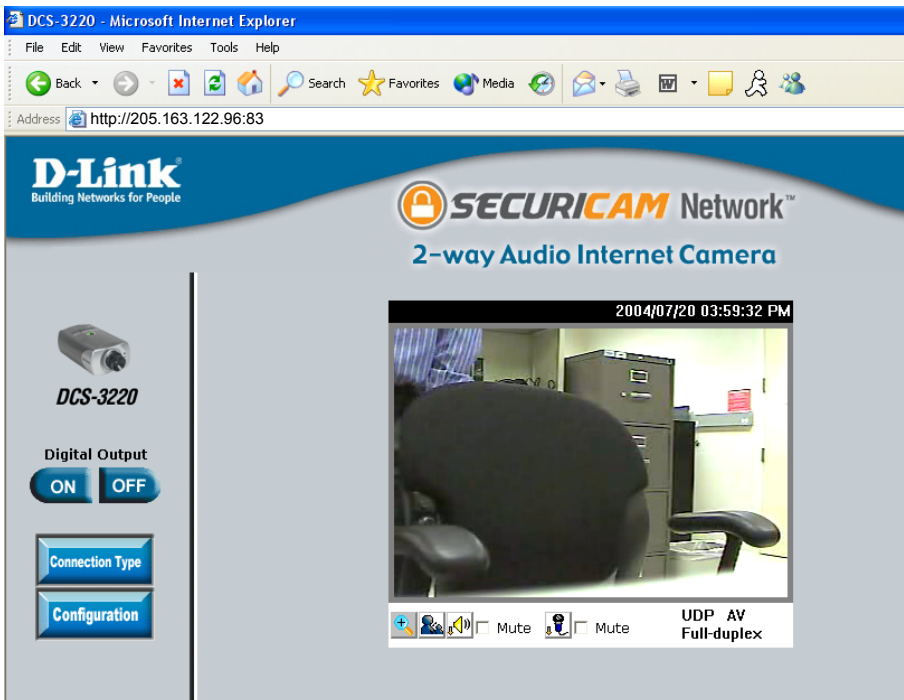 DCS-3220 - Microsoft Internet Explorer
File Edit View Favorites Tools Help
Back Search Favorites Media
Address http://205.163.122.96:83
D-Link®
Building Networks for People
SECURICAM Network™
2-way Audio Internet Camera
2004/07/20 03:59:32 PM
DCS-3220
Digital Output
ON OFF
Connection Type
Configuration
Mute Mute
UDP AV
Full-duplex